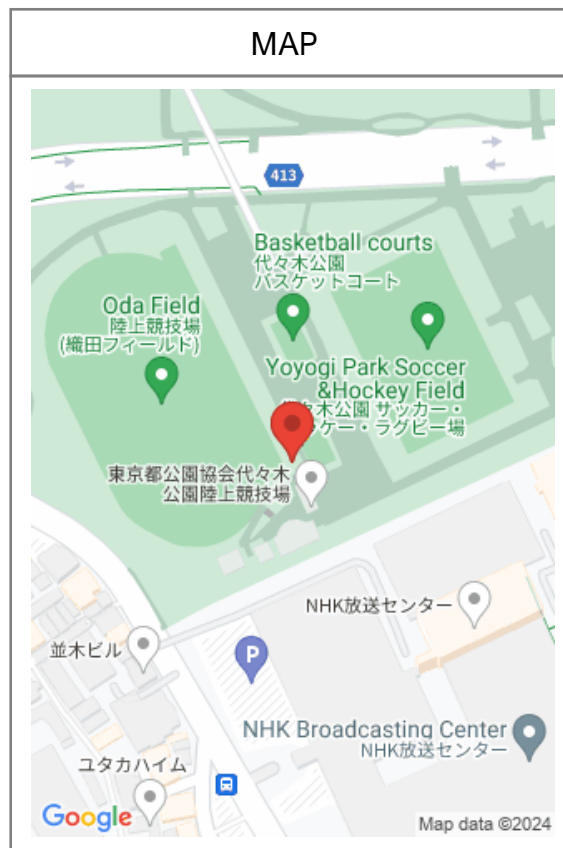 MAP
413
Basketball courts
代々木公園
バスケットコート
Oda Field
陸上競技場
(織田フィールド)
Yoyogi Park Soccer
&Hockey Field
々木公園 サッカー・
ケー・ラグビー場
東京都公園協会代々木
公園陸上競技場
NHK放送センター
並木ビル
P
NHK Broadcasting Center
NHK放送センター
ユタカハイム
Google
Map data ©2024